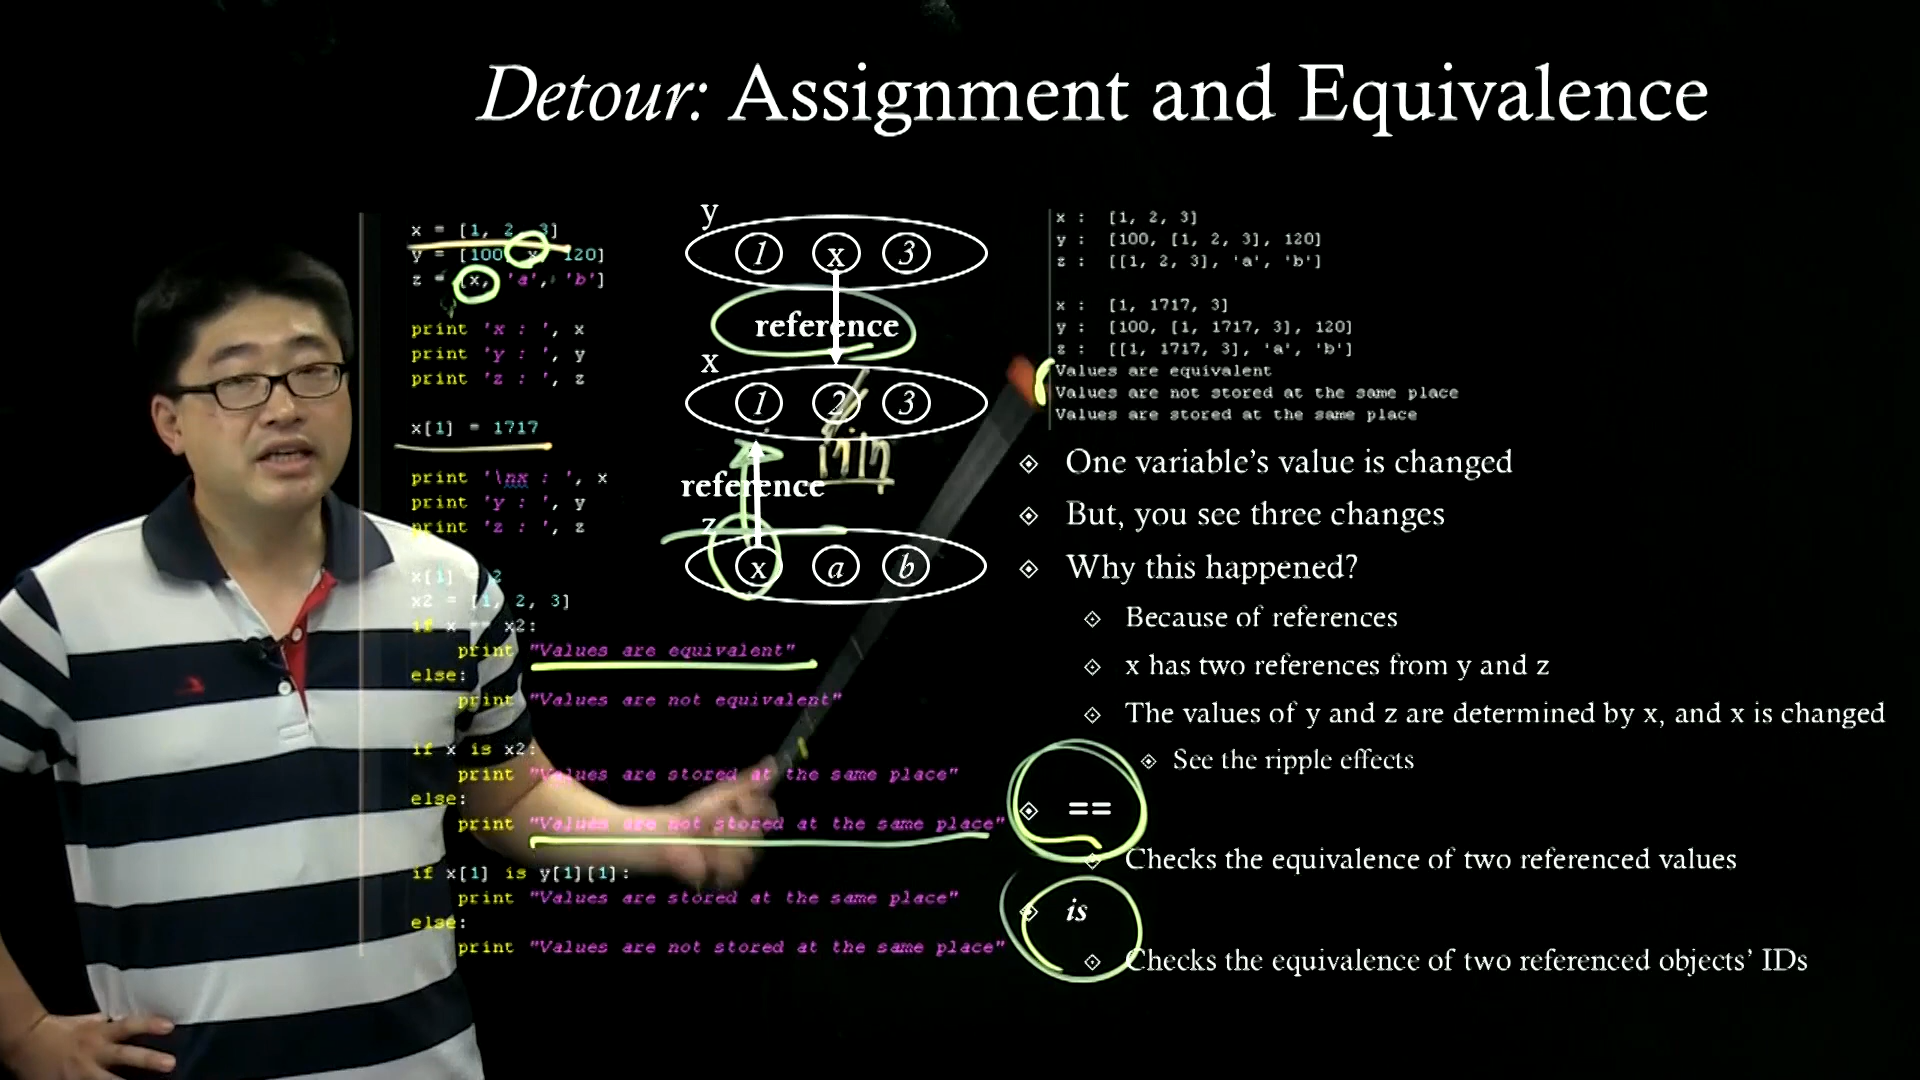 Detour: Assignment and Equivalence
x = [1, 2, 3]
y = [100, x, 120]
z = [x, 'a', 'b']
print 'x : ', x
print 'y : ', y
print 'z : ', z
x[1] = 1717
print '\nx : ', x
print 'y : ', y
print 'z : ', z
x[1] = 2
x2 = [1, 2, 3]
if x == x2:
print "Values are equivalent"
else:
print "Values are not equivalent"
if x is x2:
print "Values are stored at the same place"
else:
print "Values are not stored at the same place"
if x[1] is y[1][1]:
print "Values are stored at the same place"
else:
print "Values are not stored at the same place"
y
1 x 3
reference
x
1 2 3
1717
reference
z
x a b
x : [1, 2, 3]
y : [100, [1, 2, 3], 120]
z : [[1, 2, 3], 'a', 'b']
x : [1, 1717, 3]
y : [100, [1, 1717, 3], 120]
z : [[1, 1717, 3], 'a', 'b']
Values are equivalent
Values are not stored at the same place
Values are stored at the same place
One variable's value is changed
But, you see three changes
Why this happened?
Because of references
x has two references from y and z
The values of y and z are determined by x, and x is changed
See the ripple effects
==
Checks the equivalence of two referenced values
is
Checks the equivalence of two referenced objects' IDs